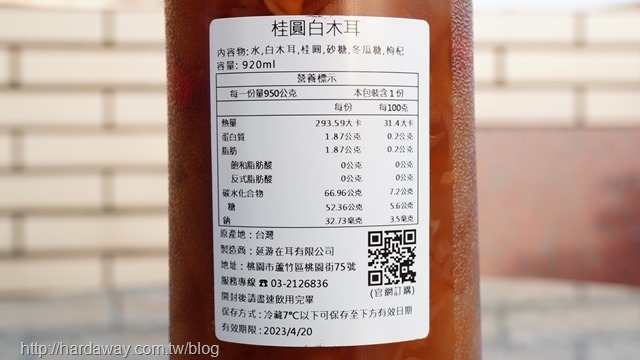 桂圓白木耳
內容物:水,白木耳,桂圓,砂糖,冬瓜糖,枸杞
容量: 920ml
營養標示
每一份量950公克 本包裝含1份
每份 每100克
熱量 293.59大卡 31.4大卡
蛋白質 1.87公克 0.2公克
脂肪 1.87公克 0.2公克
飽和脂肪酸 0公克 0公克
反式脂肪酸 0公克 0公克
碳水化合物 66.96公克 7.2公克
糖 52.36公克 5.6公克
鈉 32.73毫克 3.5毫克
原產地:台灣
製造商:延游在耳有限公司
地址:桃園市蘆竹區桃園街75號
服務專線☎03-2126836
(官網訂購)
開封後請盡速飲用完畢
保存方式:冷藏7℃以下可保存至下方有效日期
有效期限:2023/4/20
http://hardaway.com.tw/blog